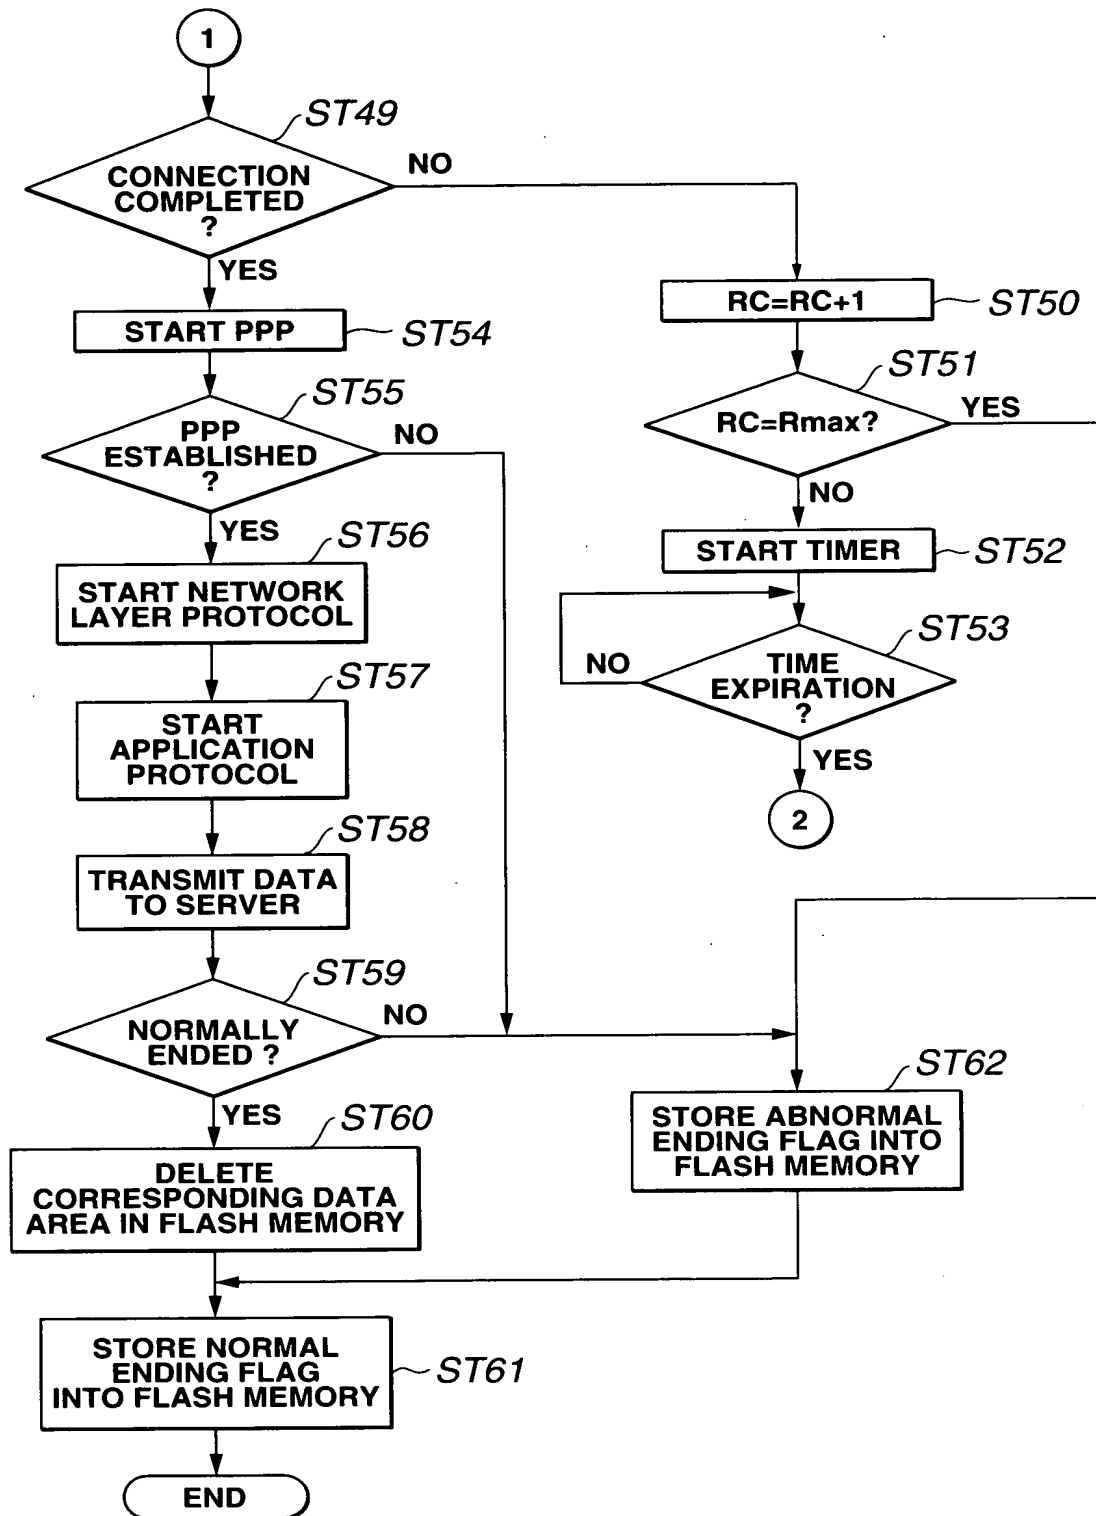 1
ST49
CONNECTION
COMPLETED
?
NO
YES
START PPP
ST54
ST55
PPP
ESTABLISHED
?
NO
YES
ST56
START NETWORK
LAYER PROTOCOL
ST57
START
APPLICATION
PROTOCOL
ST58
TRANSMIT DATA
TO SERVER
ST59
NORMALLY
ENDED ?
NO
YES
ST60
DELETE
CORRESPONDING DATA
AREA IN FLASH MEMORY
STORE NORMAL
ENDING FLAG
INTO FLASH MEMORY
ST61
END
RC=RC+1
ST50
ST51
RC=Rmax?
YES
NO
START TIMER
ST52
ST53
TIME
EXPIRATION
?
NO
YES
2
ST62
STORE ABNORMAL
ENDING FLAG INTO
FLASH MEMORY